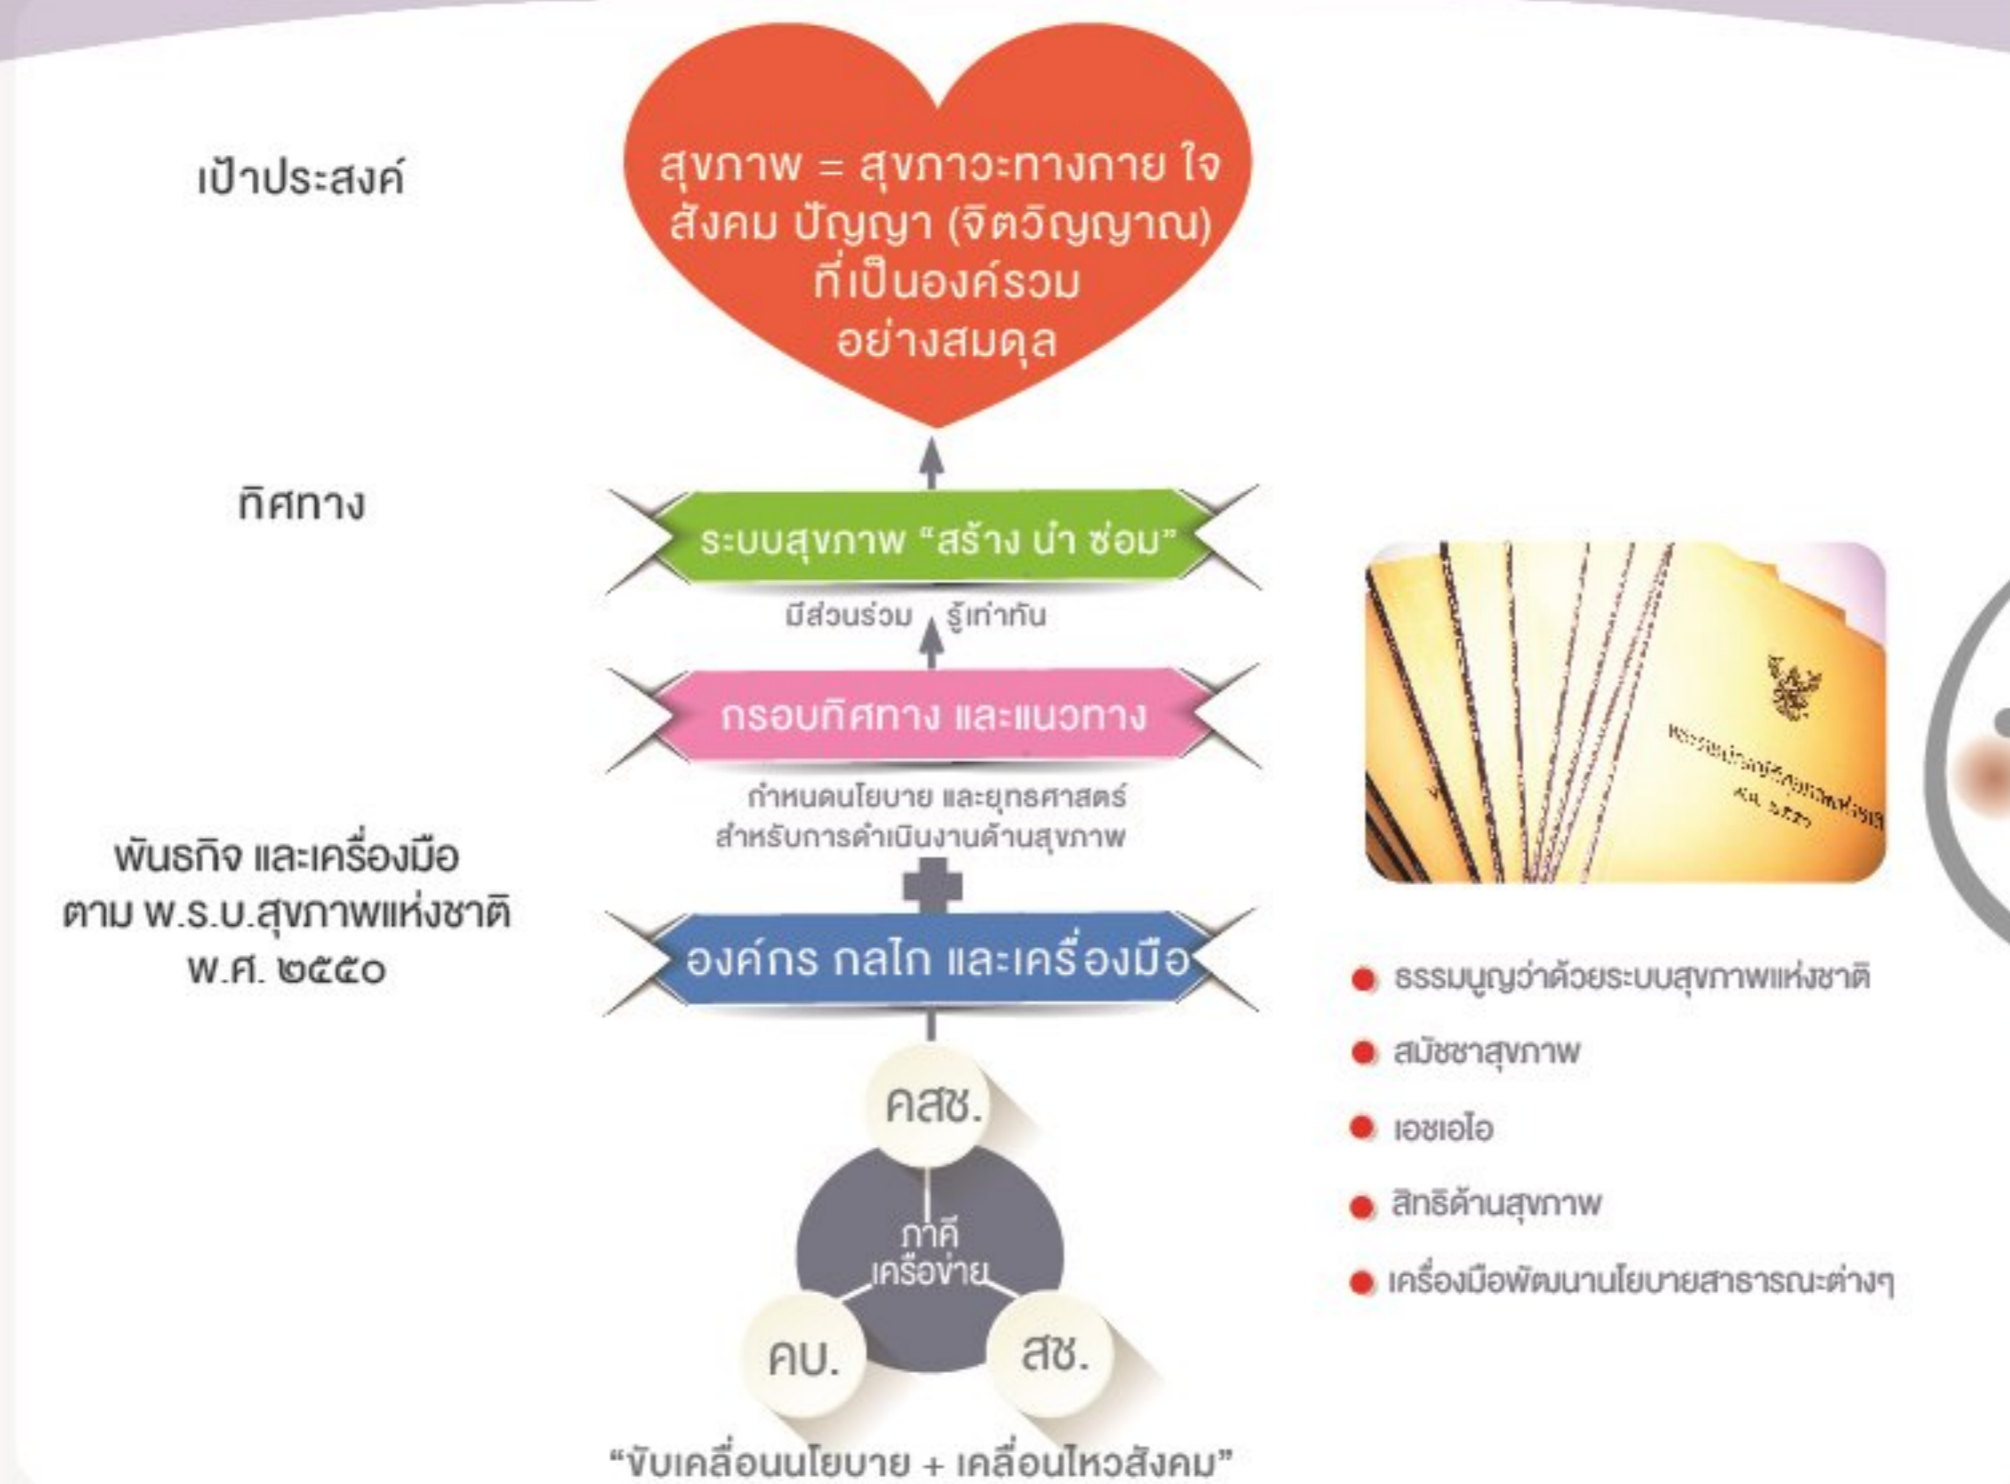 เป้าประสงค์
สุขภาพ = สุขภาวะทางกาย ใจ
สังคม ปัญญา (จิตวิญญาณ)
ที่เป็นองค์รวม
อย่างสมดุล
ทิศทาง
ระบบสุขภาพ “สร้าง นำ ซ่อม”
มีส่วนร่วม รู้เท่าทัน
กรอบทิศทาง และแนวทาง
กำหนดนโยบาย และยุทธศาสตร์
สำหรับการดำเนินงานด้านสุขภาพ
พันธกิจ และเครื่องมือ
ตาม พ.ร.บ.สุขภาพแห่งชาติ
พ.ศ. ๒๕๕๐
องค์กร กลไก และเครื่องมือ
คสช.
ภาคี
เครือข่าย
คบ.
สช.
“ขับเคลื่อนนโยบาย + เคลื่อนไหวสังคม”
พ.ศ. ๒๕๕๐
ธรรมนูญว่าด้วยระบบสุขภาพแห่งชาติ
สมัชชาสุขภาพ
เอชเอไอ
สิทธิด้านสุขภาพ
เครื่องมือพัฒนานโยบายสาธารณะต่างๆ